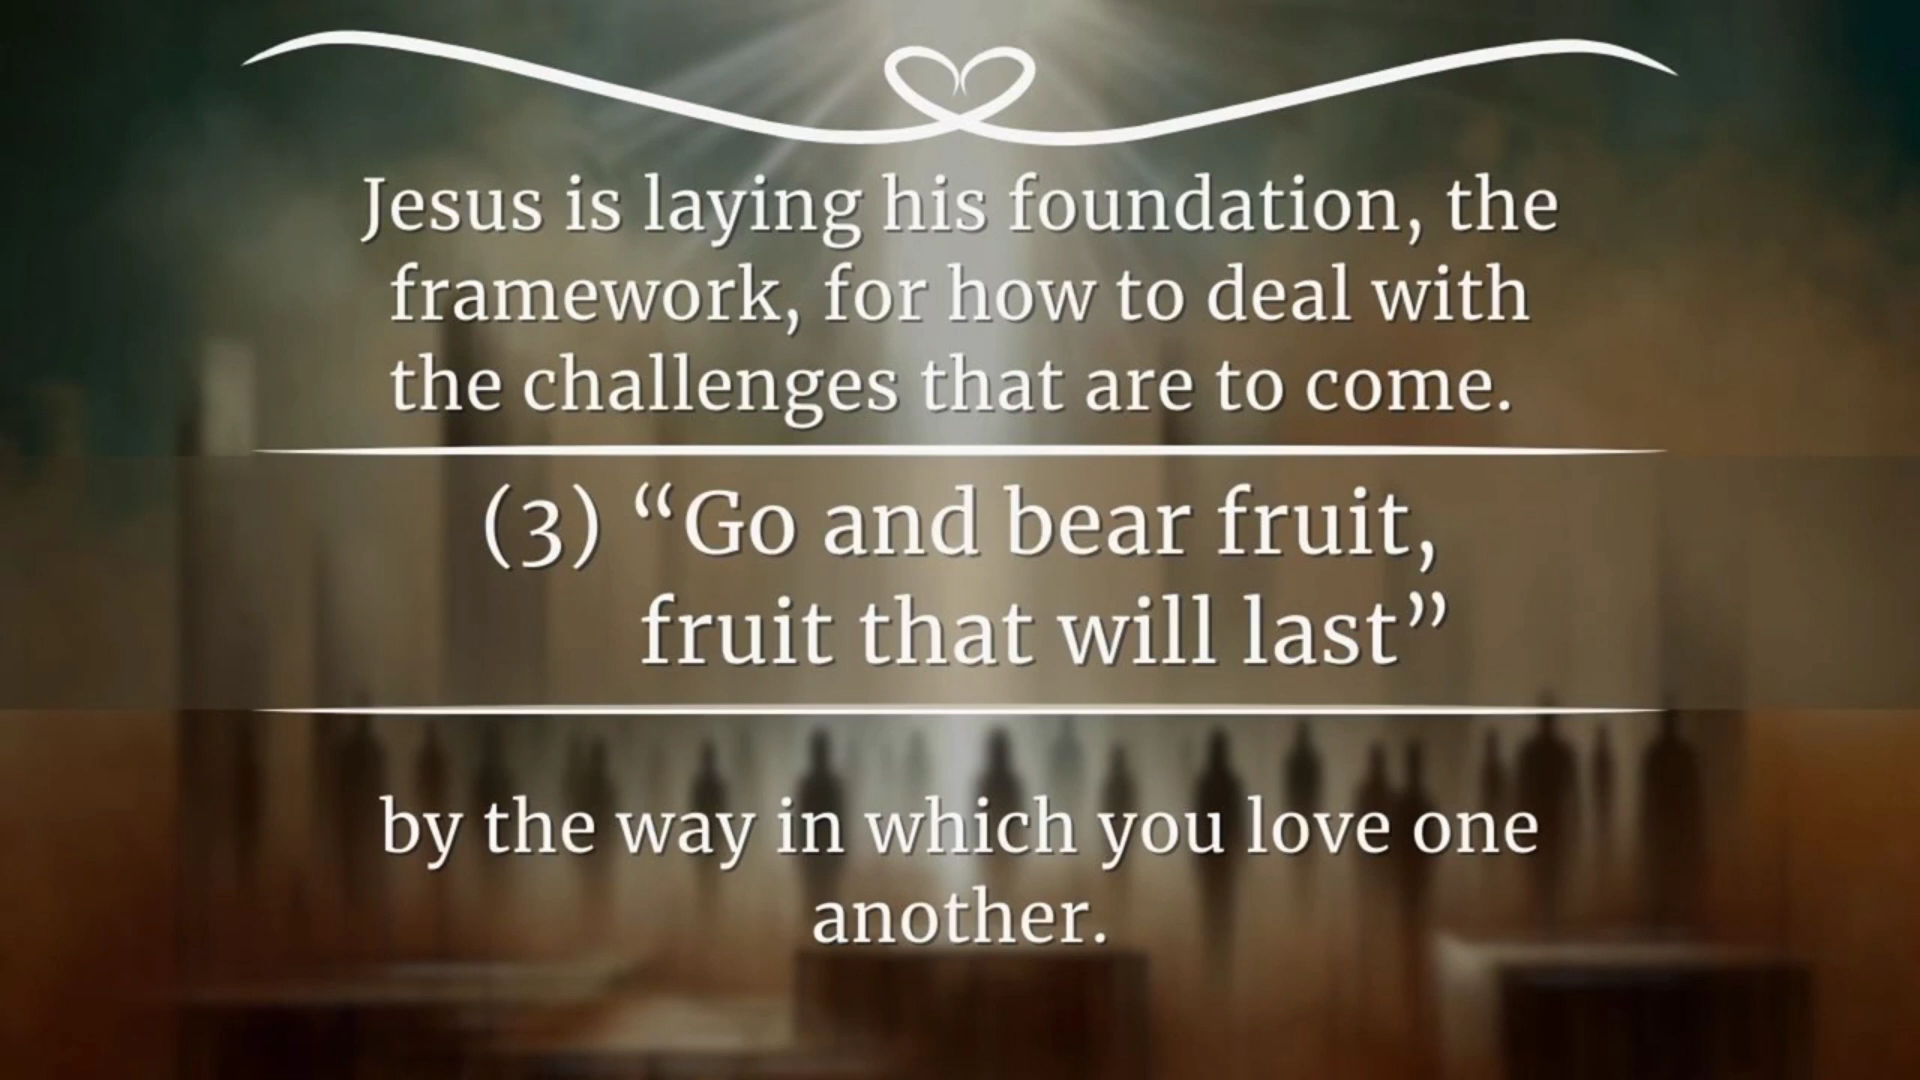 Jesus is laying his foundation, the
framework, for how to deal with
the challenges that are to come.
(3) “Go and bear fruit,
fruit that will last”
by the way in which you love one
another.